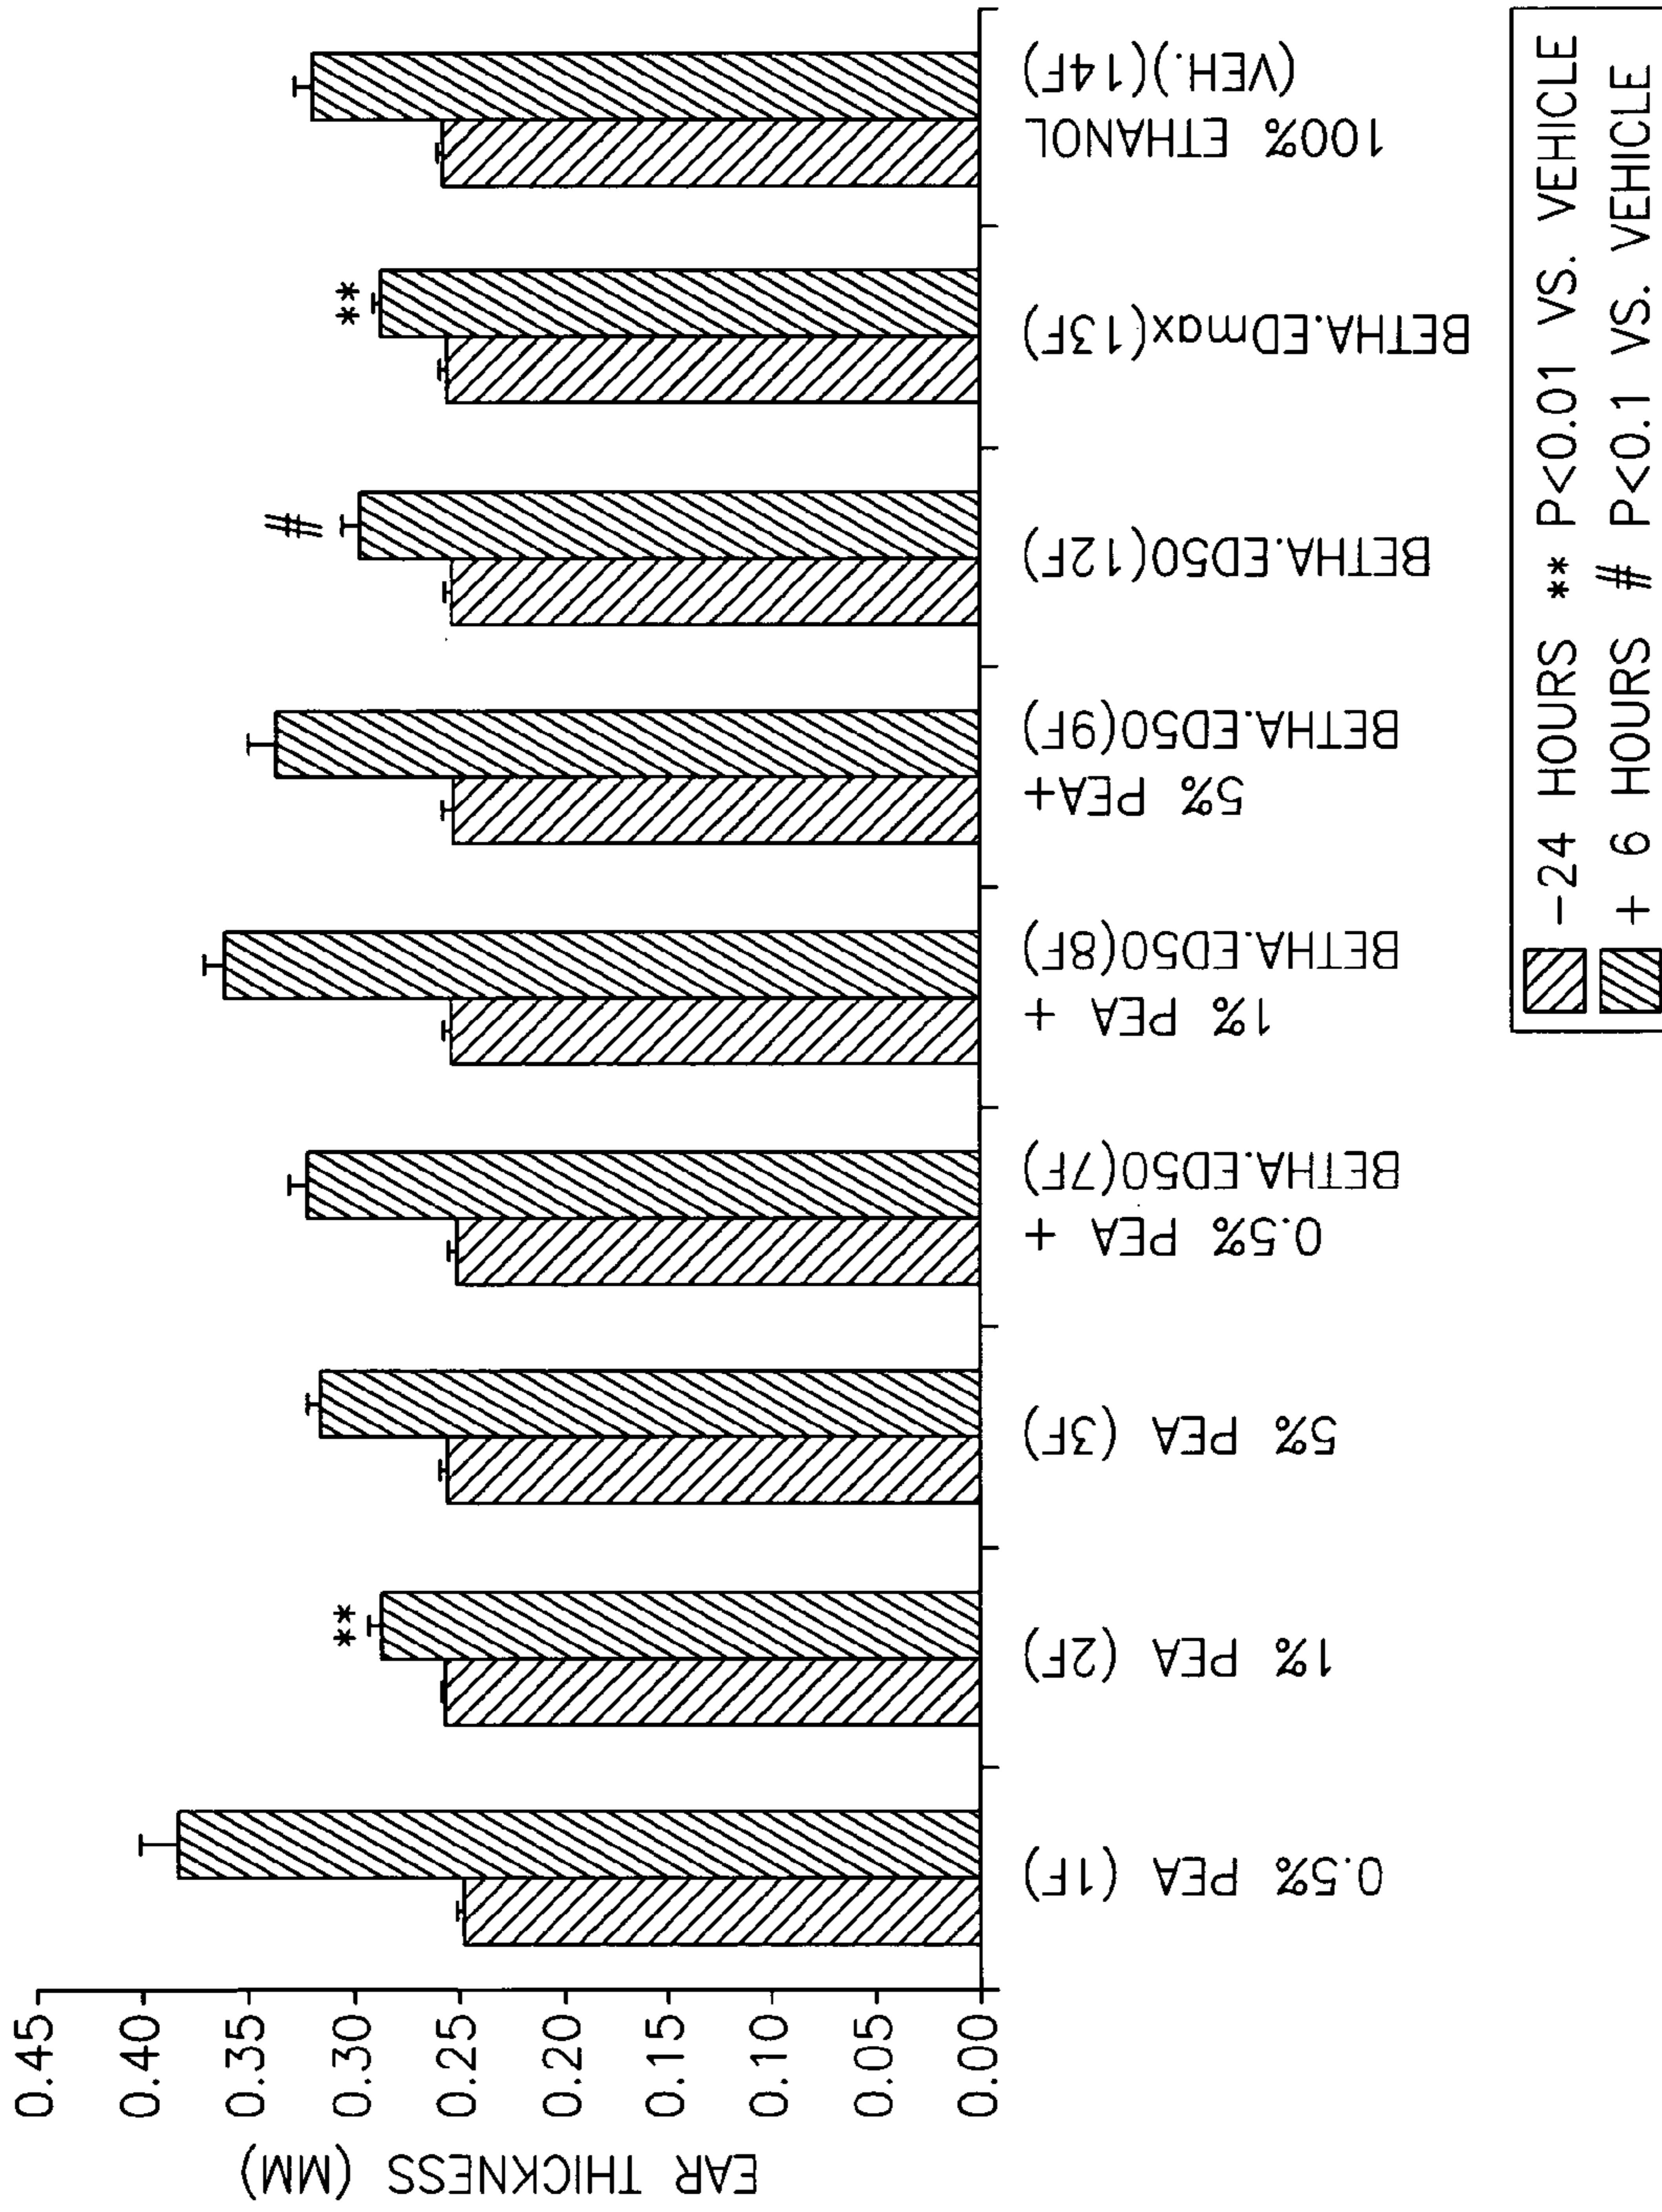 EAR THICKNESS (MM)
0.45
0.40
0.35
0.30
0.25
0.20
0.15
0.10
0.05
0.00
**
#
**
0.5% PEA (1F)
1% PEA (2F)
5% PEA (3F)
0.5% PEA +
BETHA.ED50(7F)
1% PEA +
BETHA.ED50(8F)
5% PEA+
BETHA.ED50(9F)
BETHA.ED50(12F)
BETHA.EDmax(13F)
100% ETHANOL
(VEH.)(14F)
-24 HOURS ** P<0.01 VS. VEHICLE
+ 6 HOURS # P<0.1 VS. VEHICLE